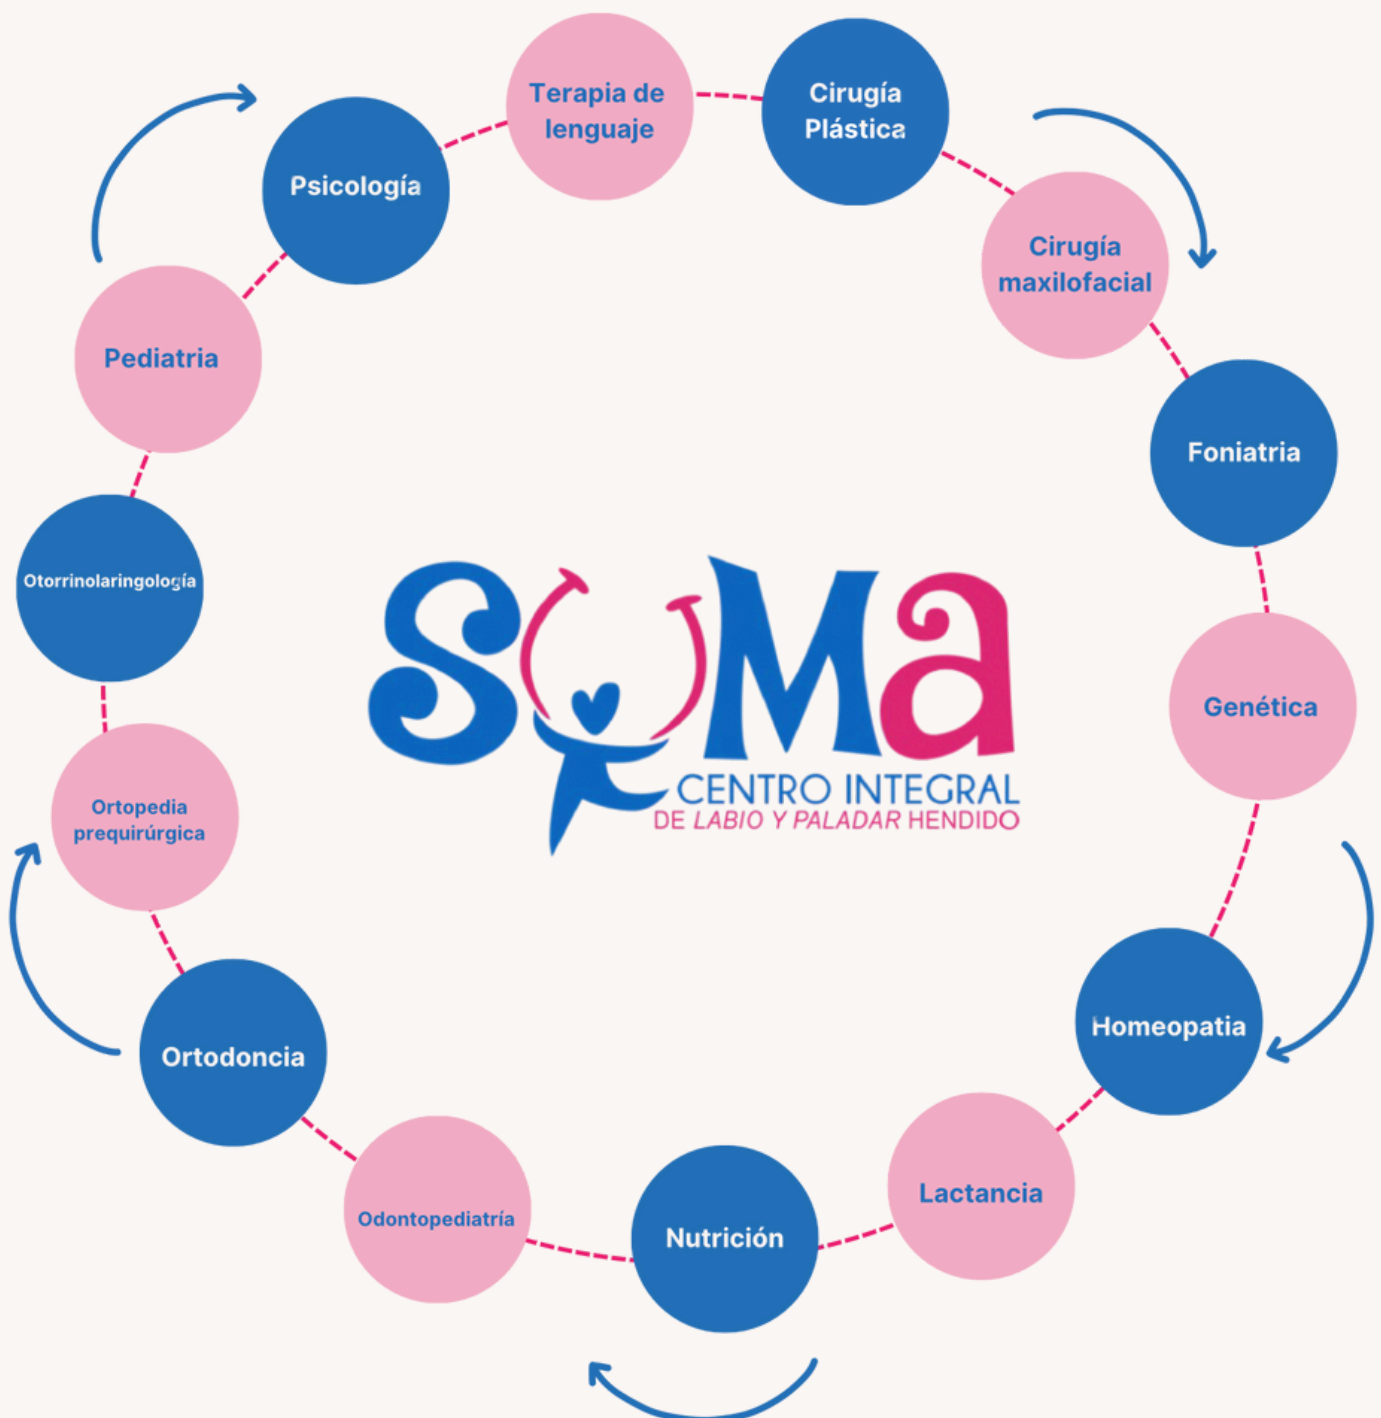 Terapia de
lenguaje
Cirugía
Plástica
Cirugía
maxilofacial
Foniatria
Genética
Homeopatia
Lactancia
Nutrición
Odontopediatría
Ortodoncia
Ortopedia
prequirúrgica
Otorrinolaringología
Pediatria
Psicología
SUMa
CENTRO INTEGRAL
DE LABIO Y PALADAR HENDIDO